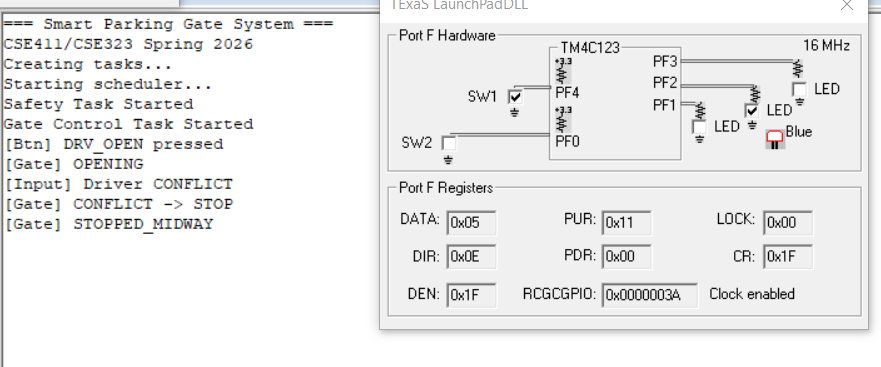 === Smart Parking Gate System ===
CSE411/CSE323 Spring 2026
Creating tasks...
Starting scheduler...
Safety Task Started
Gate Control Task Started
[Btn] DRV_OPEN pressed
[Gate] OPENING
[Input] Driver CONFLICT
[Gate] CONFLICT -> STOP
[Gate] STOPPED_MIDWAY
TExaS LaunchPadDLL
Port F Hardware
TM4C123
16 MHz
+3.3
PF3
PF2
LED
SW1
PF4
PF1
LED
+3.3
LED
Blue
SW2
PF0
Port F Registers
DATA: 0x05 PUR: 0x11 LOCK: 0x00
DIR: 0x0E PDR: 0x00 CR: 0x1F
DEN: 0x1F RCGCGPIO: 0x0000003A Clock enabled